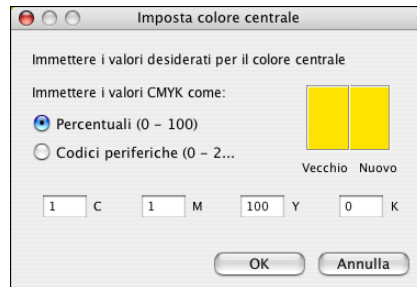 Imposta colore centrale
Immettere i valori desiderati per il colore centrale
Immettere i valori CMYK come:
Percentuali (0 – 100)
Codici periferiche (0 – 2...
Vecchio Nuovo
1 C 1 M 100 Y 0 K
OK Annulla